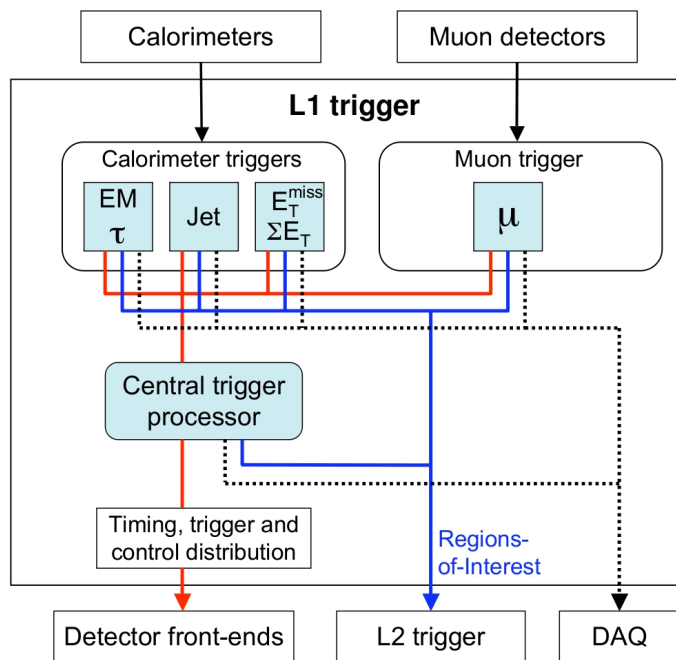 Calorimeters
Muon detectors
L1 trigger
Calorimeter triggers
Muon trigger
EM
τ
Jet
E_T^miss
ΣE_T
μ
Central trigger
processor
Timing, trigger and
control distribution
Regions-
of-Interest
Detector front-ends
L2 trigger
DAQ